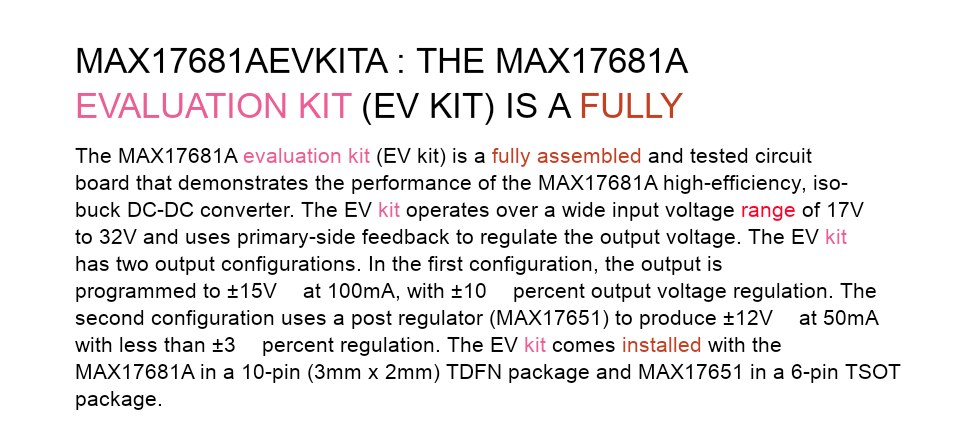 MAX17681AEVKITA : THE MAX17681A
EVALUATION KIT (EV KIT) IS A FULLY
The MAX17681A evaluation kit (EV kit) is a fully assembled and tested circuit
board that demonstrates the performance of the MAX17681A high-efficiency, iso-
buck DC-DC converter. The EV kit operates over a wide input voltage range of 17V
to 32V and uses primary-side feedback to regulate the output voltage. The EV kit
has two output configurations. In the first configuration, the output is
programmed to ±15V at 100mA, with ±10 percent output voltage regulation. The
second configuration uses a post regulator (MAX17651) to produce ±12V at 50mA
with less than ±3 percent regulation. The EV kit comes installed with the
MAX17681A in a 10-pin (3mm x 2mm) TDFN package and MAX17651 in a 6-pin TSOT
package.